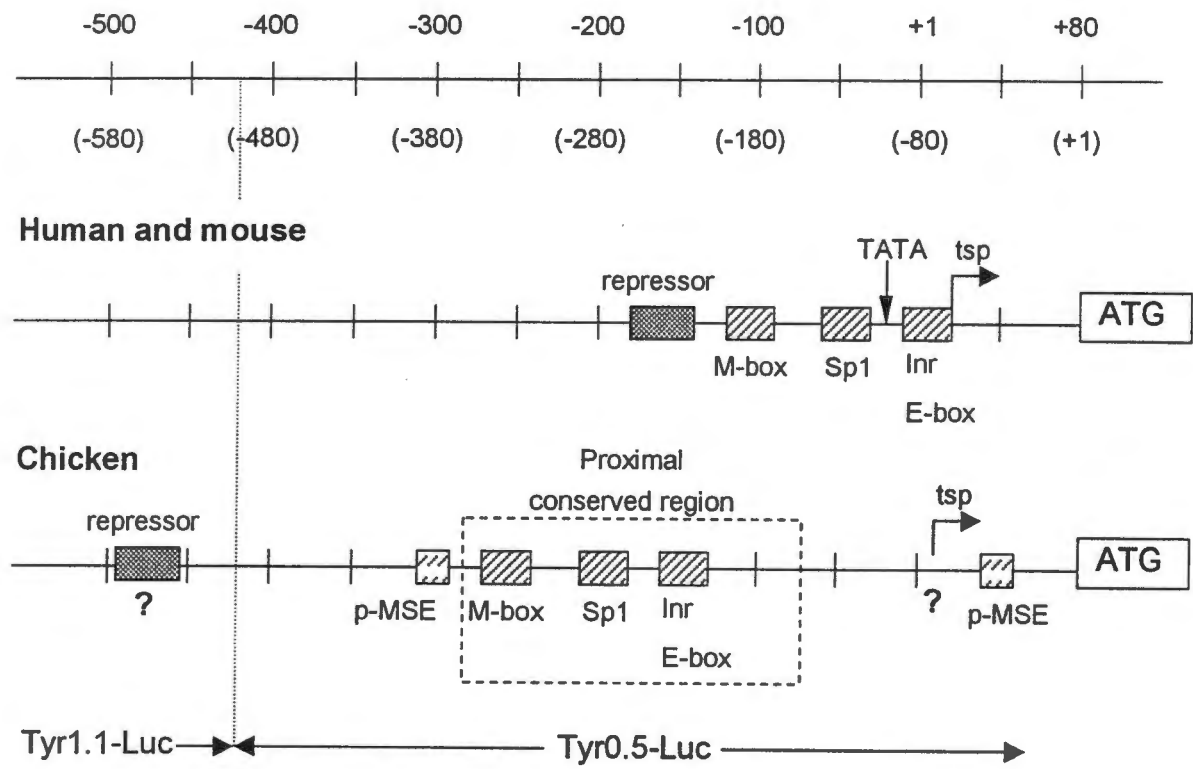 -500 -400 -300 -200 -100 +1 +80
(-580) (-480) (-380) (-280) (-180) (-80) (+1)
Human and mouse
TATA tsp
repressor
ATG
M-box Sp1 Inr
E-box
Chicken
Proximal
conserved region
tsp
repressor
ATG
? ?
p-MSE M-box Sp1 Inr p-MSE
E-box
Tyr1.1-Luc Tyr0.5-Luc